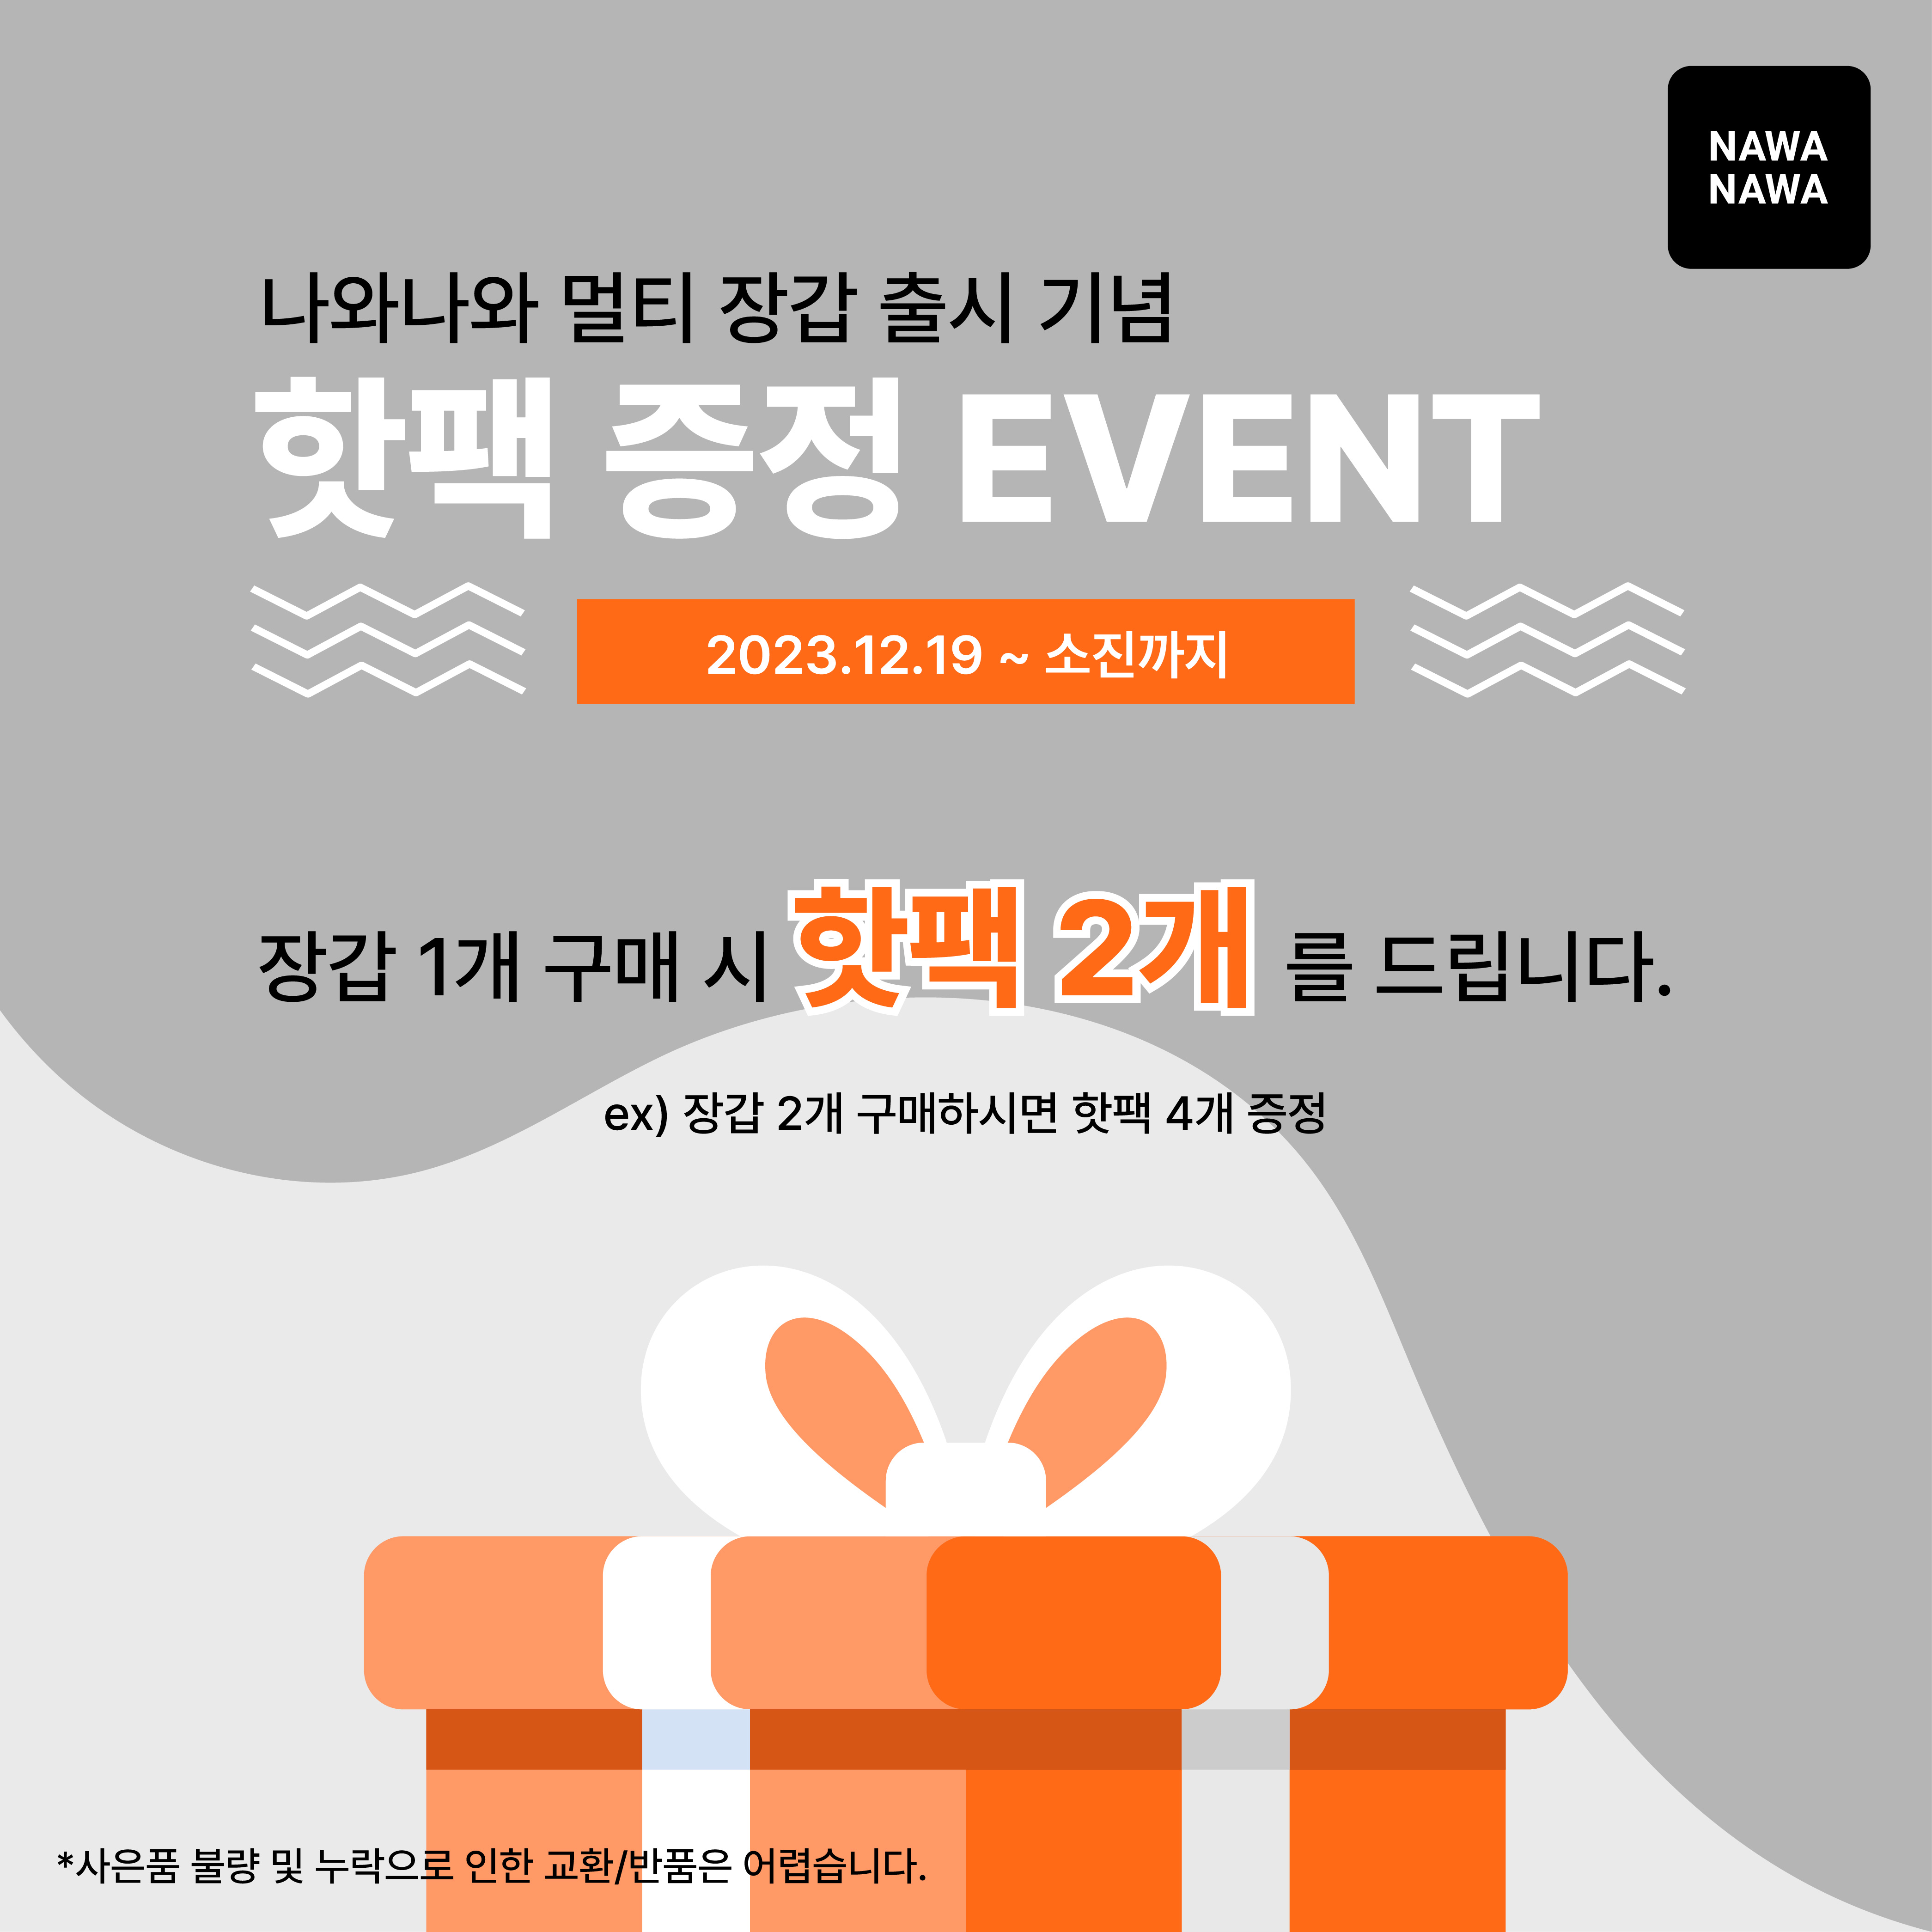 NAWA
NAWA
나와나와 멀티 장갑 출시 기념
핫팩 증정 EVENT
2023.12.19 ~ 소진까지
장갑 1개 구매 시 핫팩 2개 를 드립니다.
ex) 장갑 2개 구매하시면 핫팩 4개 증정
*사은품 불량 및 누락으로 인한 교환/반품은 어렵습니다.